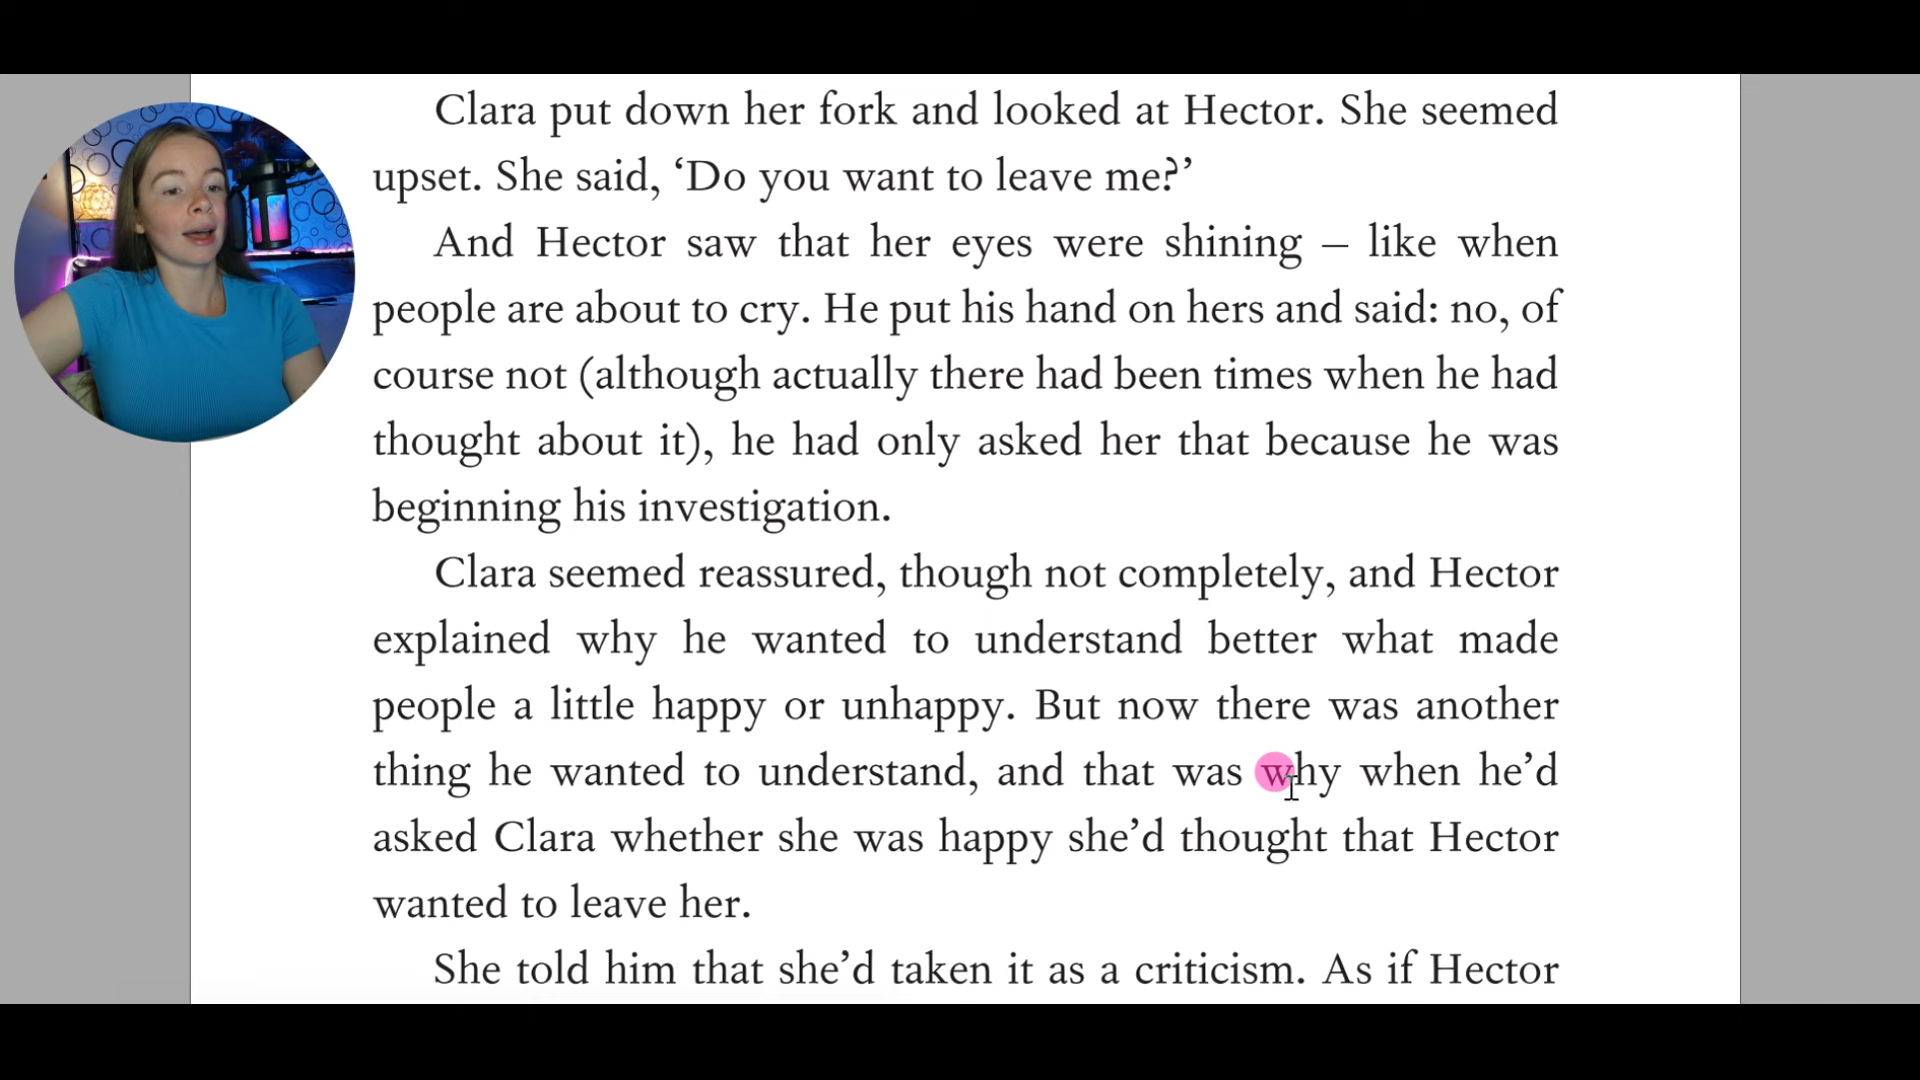 Clara put down her fork and looked at Hector. She seemed
upset. She said, ‘Do you want to leave me?’
And Hector saw that her eyes were shining – like when
people are about to cry. He put his hand on hers and said: no, of
course not (although actually there had been times when he had
thought about it), he had only asked her that because he was
beginning his investigation.
Clara seemed reassured, though not completely, and Hector
explained why he wanted to understand better what made
people a little happy or unhappy. But now there was another
thing he wanted to understand, and that was why when he’d
asked Clara whether she was happy she’d thought that Hector
wanted to leave her.
She told him that she’d taken it as a criticism. As if Hector